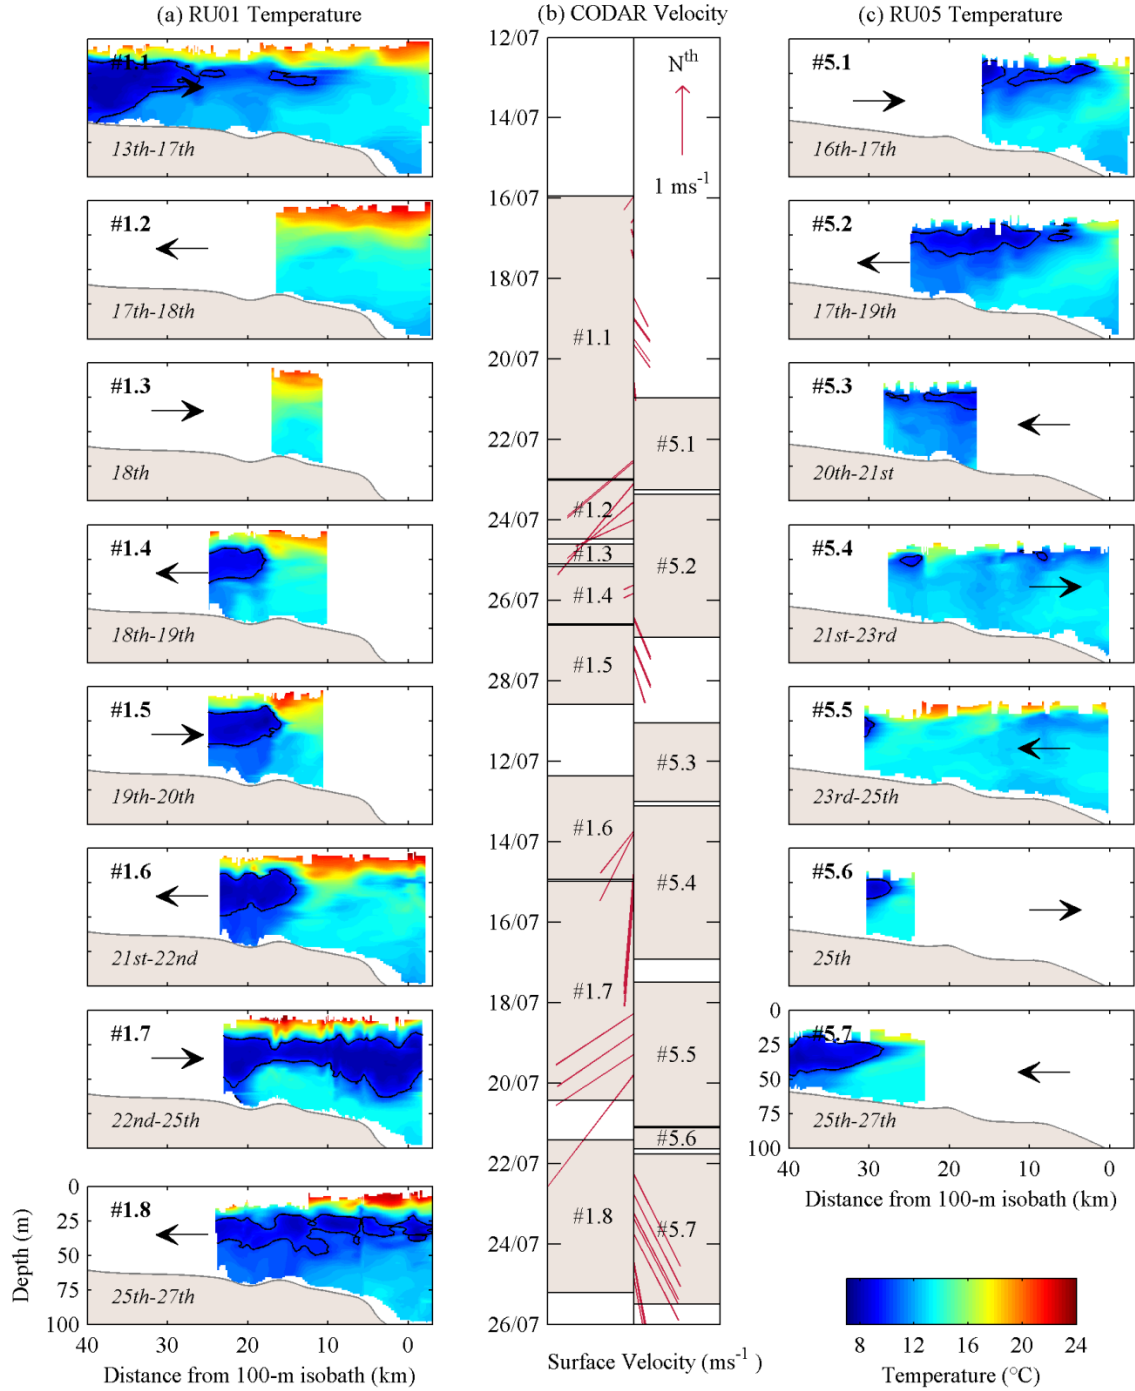 (a) RU01 Temperature
#1.1
13th-17th
#1.2
17th-18th
#1.3
18th
#1.4
18th-19th
#1.5
19th-20th
#1.6
21st-22nd
#1.7
22nd-25th
#1.8
25th-27th
0
25
50
75
100
Depth (m)
40 30 20 10 0
Distance from 100-m isobath (km)
(b) CODAR Velocity
12/07
14/07
16/07
18/07
20/07
22/07
24/07
26/07
28/07
12/07
14/07
16/07
18/07
20/07
22/07
24/07
26/07
Nth
1 ms-1
#1.1
#1.2
#1.3
#1.4
#1.5
#1.6
#1.7
#1.8
#5.1
#5.2
#5.3
#5.4
#5.5
#5.6
#5.7
Surface Velocity (ms-1)
(c) RU05 Temperature
#5.1
16th-17th
#5.2
17th-19th
#5.3
20th-21st
#5.4
21st-23rd
#5.5
23rd-25th
#5.6
25th
#5.7
25th-27th
0
25
50
75
100
40 30 20 10 0
Distance from 100-m isobath (km)
8 12 16 20 24
Temperature (°C)